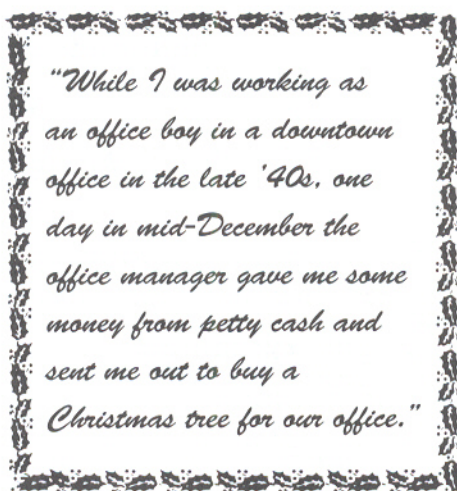 "While I was working as
an office boy in a downtown
office in the late '40s, one
day in mid-December the
office manager gave me some
money from petty cash and
sent me out to buy a
Christmas tree for our office."